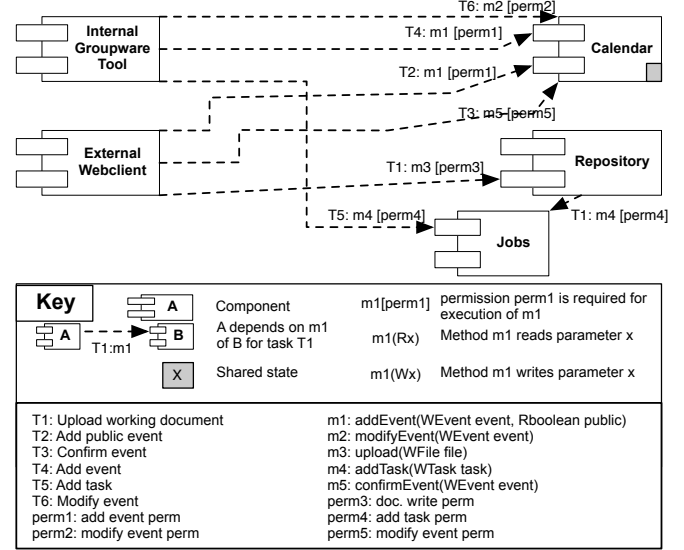 T6: m2 [perm2]
Internal
Groupware
Tool
T4: m1 [perm1]
Calendar
T2: m1 [perm1]
T3: m5 [perm5]
External
Webclient
T1: m3 [perm3]
Repository
T5: m4 [perm4]
T1: m4 [perm4]
Jobs
Key
A
Component
m1[perm1]
permission perm1 is required for
execution of m1
A
B
T1:m1
A depends on m1
of B for task T1
m1(Rx)
Method m1 reads parameter x
X
Shared state
m1(Wx)
Method m1 writes parameter x
T1: Upload working document
T2: Add public event
T3: Confirm event
T4: Add event
T5: Add task
T6: Modify event
perm1: add event perm
perm2: modify event perm
m1: addEvent(WEvent event, Rboolean public)
m2: modifyEvent(WEvent event)
m3: upload(WFile file)
m4: addTask(WTask task)
m5: confirmEvent(WEvent event)
perm3: doc. write perm
perm4: add task perm
perm5: modify event perm